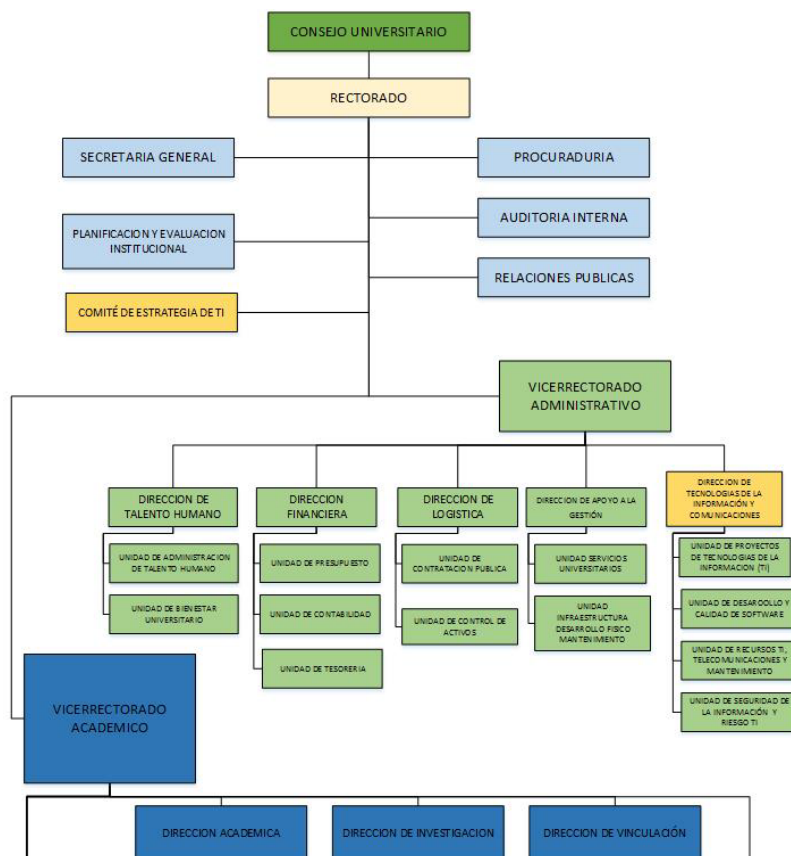 CONSEJO UNIVERSITARIO
RECTORADO
SECRETARIA GENERAL
PROCURADURIA
PLANIFICACION Y EVALUACION
INSTITUCIONAL
AUDITORIA INTERNA
RELACIONES PUBLICAS
COMITÉ DE ESTRATEGIA DE TI
VICERRECTORADO
ADMINISTRATIVO
DIRECCION DE
TALENTO HUMANO
DIRECCION
FINANCIERA
DIRECCION DE
LOGISTICA
DIRECCION DE APOYO A LA
GESTIÓN
DIRECCION DE
TECNOLOGIAS DE LA
INFORMACIÓN Y
COMUNICACIONES
UNIDAD DE ADMINISTRACION
DE TALENTO HUMANO
UNIDAD DE PRESUPUESTO
UNIDAD DE
CONTRATACION PUBLICA
UNIDAD SERVICIOS
UNIVERSITARIOS
UNIDAD DE PROYECTOS
DE TECNOLOGIAS DE LA
INFORMACION (TI)
UNIDAD DE BIENESTAR
UNIVERSITARIO
UNIDAD DE CONTABILIDAD
UNIDAD DE CONTROL DE
ACTIVOS
UNIDAD
INFRAESTRUCTURA
DESARROLLO FISICO
MANTENIMIENTO
UNIDAD DE DESAROOLLO Y
CALIDAD DE SOFTWARE
UNIDAD DE TESORERIA
UNIDAD DE RECURSOS TI,
TELECOMUNICACIONES Y
MANTENIMIENTO
UNIDAD DE SEGURIDAD DE
LA INFORMACIÓN Y
RIESGO TI
VICERRECTORADO
ACADEMICO
DIRECCION ACADEMICA
DIRECCION DE INVESTIGACION
DIRECCION DE VINCULACIÓN